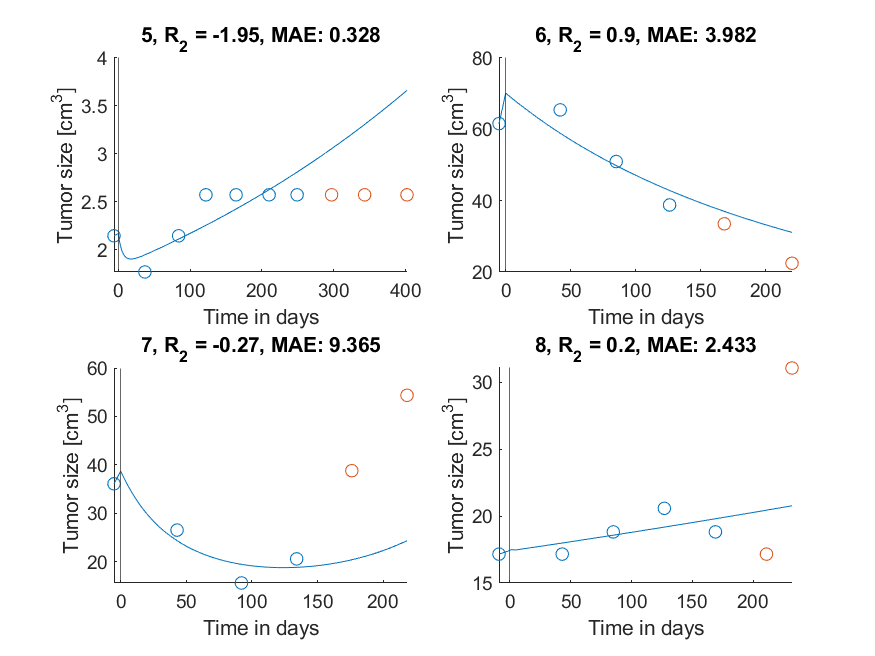 5, R2 = -1.95, MAE: 0.328
Tumor size [cm3]
4
3.5
3
2.5
2
0 100 200 300 400
Time in days
6, R2 = 0.9, MAE: 3.982
Tumor size [cm3]
80
60
40
20
0 50 100 150 200
Time in days
7, R2 = -0.27, MAE: 9.365
Tumor size [cm3]
60
50
40
30
20
0 50 100 150 200
Time in days
8, R2 = 0.2, MAE: 2.433
Tumor size [cm3]
30
25
20
15
0 50 100 150 200
Time in days